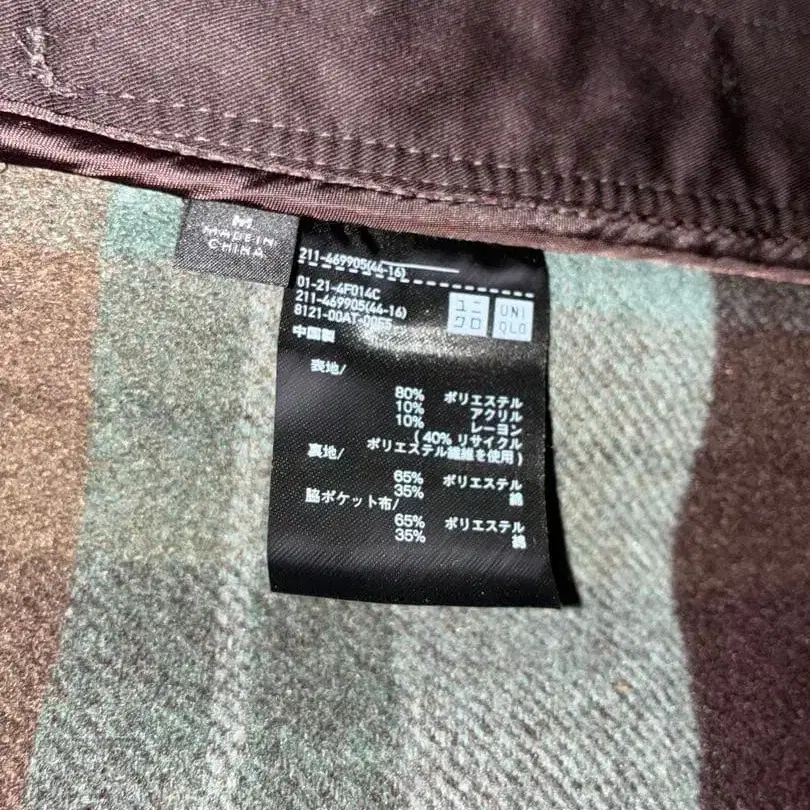 M
MADE IN
CHINA
211-469905(44-16)
01-21-4F014C
211-469905(44-16)
8121-00AT-
ユニ
クロ
UNI
QLO
中国製
表地/
80% ポリエステル
10% アクリル
10% レーヨン
( 40% リサイクル
ポリエステル繊維を使用 )
裏地/
65% ポリエステル
35% 綿
脇ポケット布/
65% ポリエステル
35% 綿